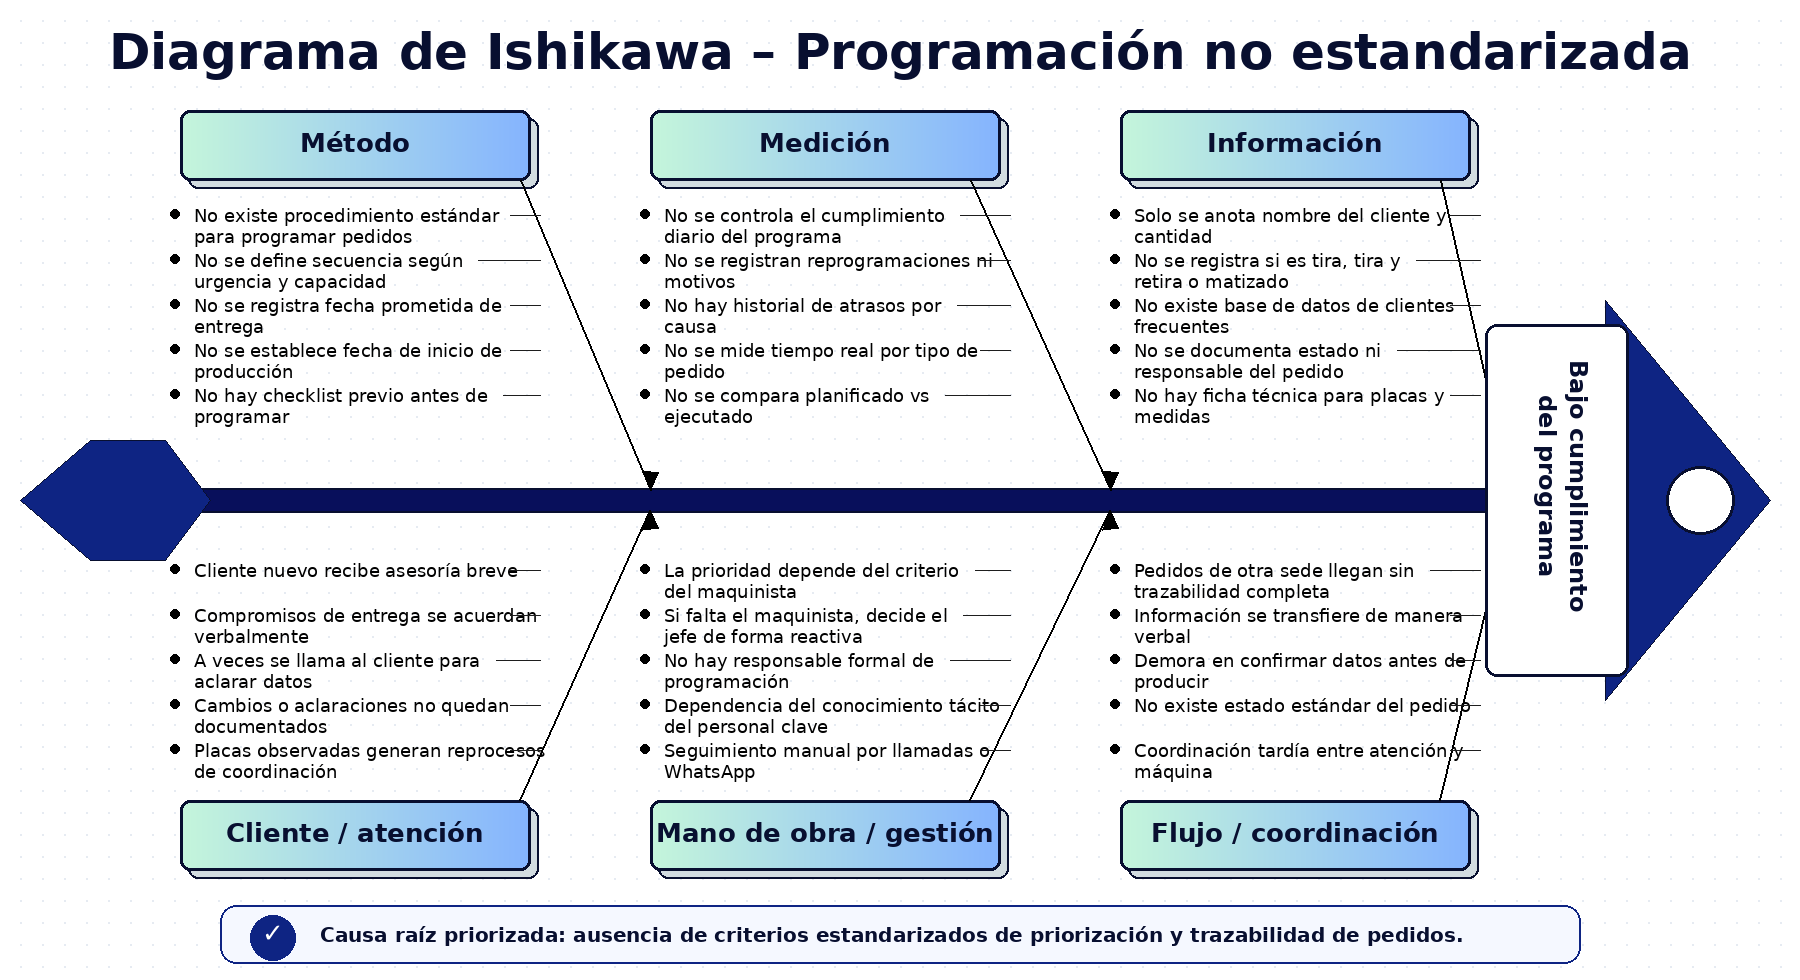 Diagrama de Ishikawa – Programación no estandarizada
Método
No existe procedimiento estándar
para programar pedidos
No se define secuencia según
urgencia y capacidad
No se registra fecha prometida de
entrega
No se establece fecha de inicio de
producción
No hay checklist previo antes de
programar
Medición
No se controla el cumplimiento
diario del programa
No se registran reprogramaciones ni
motivos
No hay historial de atrasos por
causa
No se mide tiempo real por tipo de
pedido
No se compara planificado vs
ejecutado
Información
Solo se anota nombre del cliente y
cantidad
No se registra si es tira, tira y
retira o matizado
No existe base de datos de clientes
frecuentes
No se documenta estado ni
responsable del pedido
No hay ficha técnica para placas y
medidas
Bajo cumplimiento
del programa
Cliente nuevo recibe asesoría breve
Compromisos de entrega se acuerdan
verbalmente
A veces se llama al cliente para
aclarar datos
Cambios o aclaraciones no quedan
documentados
Placas observadas generan reprocesos
de coordinación
Cliente / atención
La prioridad depende del criterio
del maquinista
Si falta el maquinista, decide el
jefe de forma reactiva
No hay responsable formal de
programación
Dependencia del conocimiento tácito
del personal clave
Seguimiento manual por llamadas o
WhatsApp
Mano de obra / gestión
Pedidos de otra sede llegan sin
trazabilidad completa
Información se transfiere de manera
verbal
Demora en confirmar datos antes de
producir
No existe estado estándar del pedido
Coordinación tardía entre atención y
máquina
Flujo / coordinación
✓ Causa raíz priorizada: ausencia de criterios estandarizados de priorización y trazabilidad de pedidos.